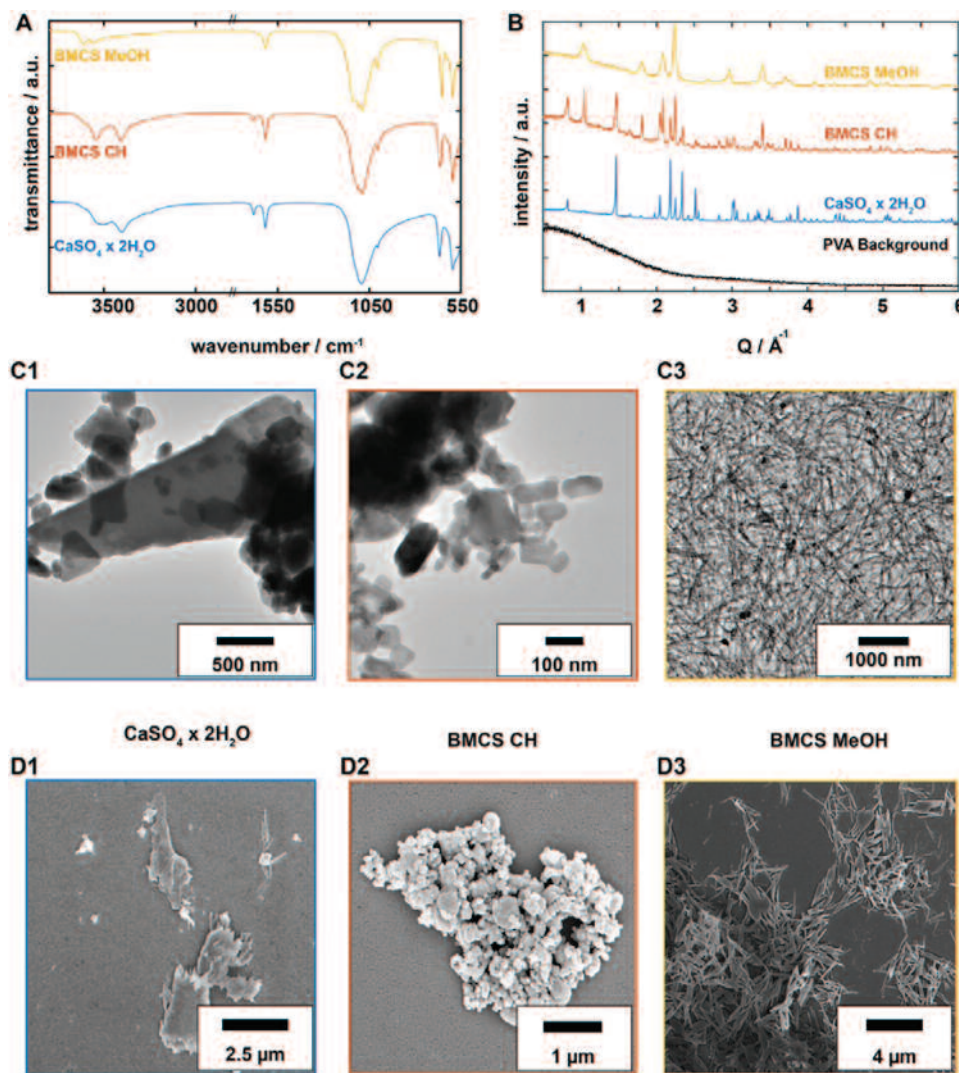 A
B
BMCS MeOH
BMCS CH
CaSO₄ x 2H₂O
transmittance / a.u.
3500 3000 1550 1050 550
wavenumber / cm⁻¹
BMCS MeOH
BMCS CH
CaSO₄ x 2H₂O
PVA Background
intensity / a.u.
1 2 3 4 5 6
Q / Å⁻¹
C1
C2
C3
500 nm
100 nm
1000 nm
CaSO₄ x 2H₂O
BMCS CH
BMCS MeOH
D1
D2
D3
2.5 µm
1 µm
4 µm